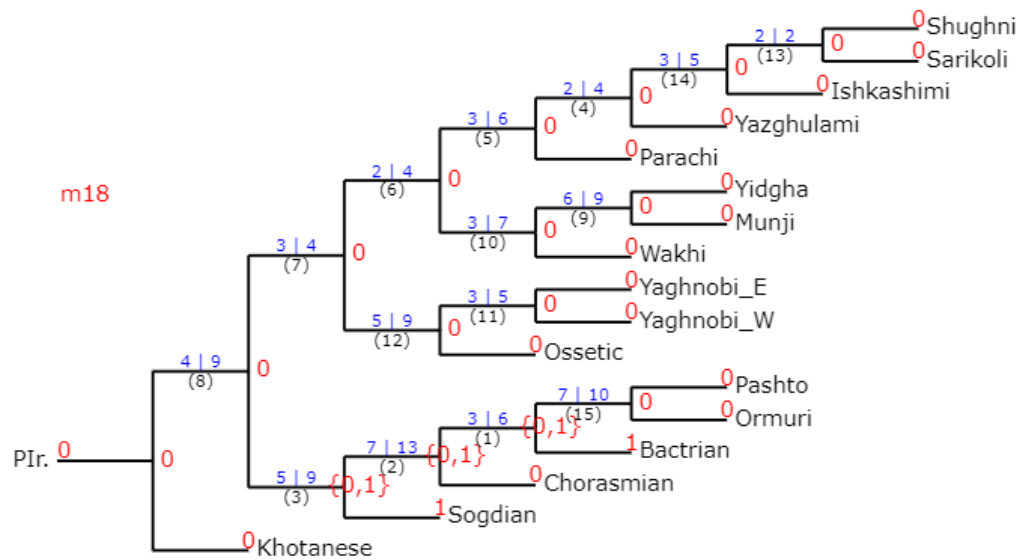 0 Shughni
2 | 2
(13)
0
0 Sarikoli
3 | 5
(14)
0
0 Ishkashimi
2 | 4
(4)
0
0 Yazghulami
3 | 6
(5)
0
0 Parachi
m18
2 | 4
(6)
0
0 Yidgha
6 | 9
(9)
0
0 Munji
3 | 7
(10)
0
0 Wakhi
3 | 4
(7)
0
0 Yaghnobi_E
3 | 5
(11)
0
0 Yaghnobi_W
5 | 9
(12)
0
0 Ossetic
4 | 9
(8)
0
0 Pashto
7 | 10
(15)
0
0 Ormuri
3 | 6
(1)
{0,1}
1 Bactrian
7 | 13
(2)
{0,1}
0 Chorasmian
PIr. 0
0
5 | 9
(3)
{0,1}
1 Sogdian
0 Khotanese